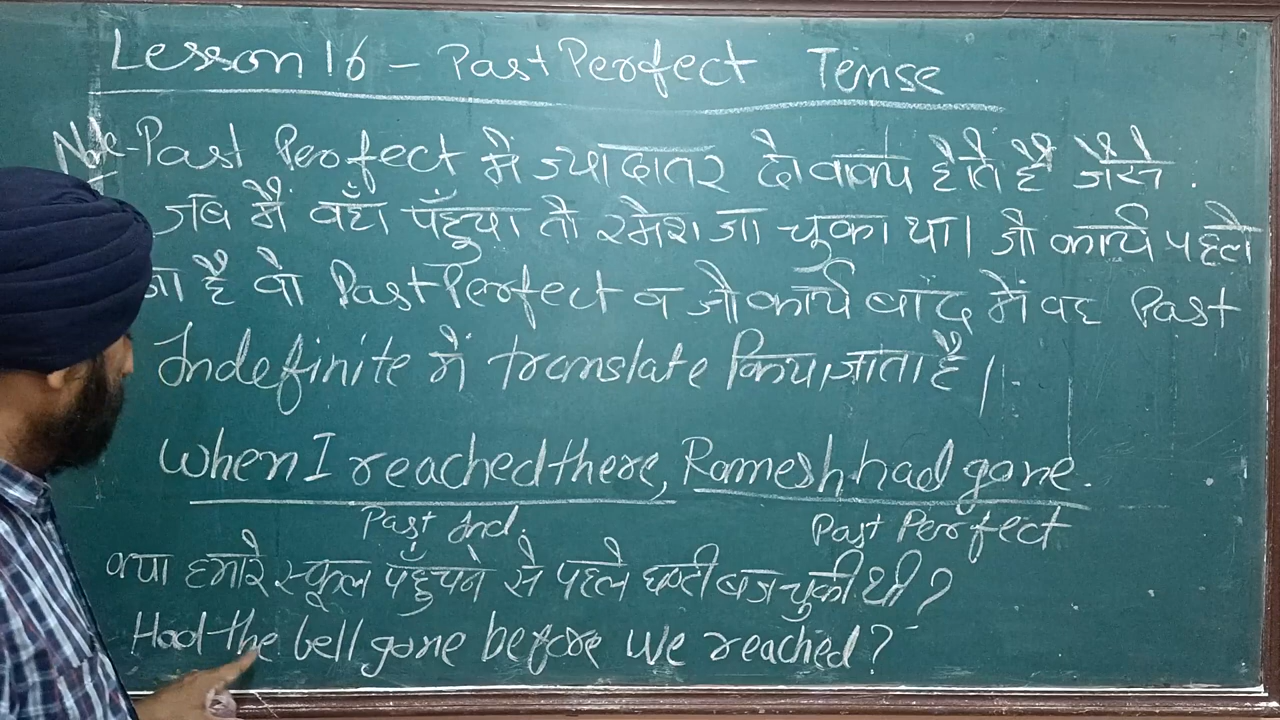 Lesson 16 - Past Perfect Tense
Note - Past Perfect में ज्यादातर दो वाक्य होते है जैसे .
जब मैं वहाँ पहुँचा तो रमेश जा चुका था। जो कार्य पहले
है वो Past Perfect व जो कार्य बाद में वह Past
Indefinite में translate किया जाता है।
When I reached there, Ramesh had gone.
Past Ind. Past Perfect
क्या हमारे स्कूल पहुँचने से पहले घण्टी बज चुकी थी?
Had the bell gone before we reached?